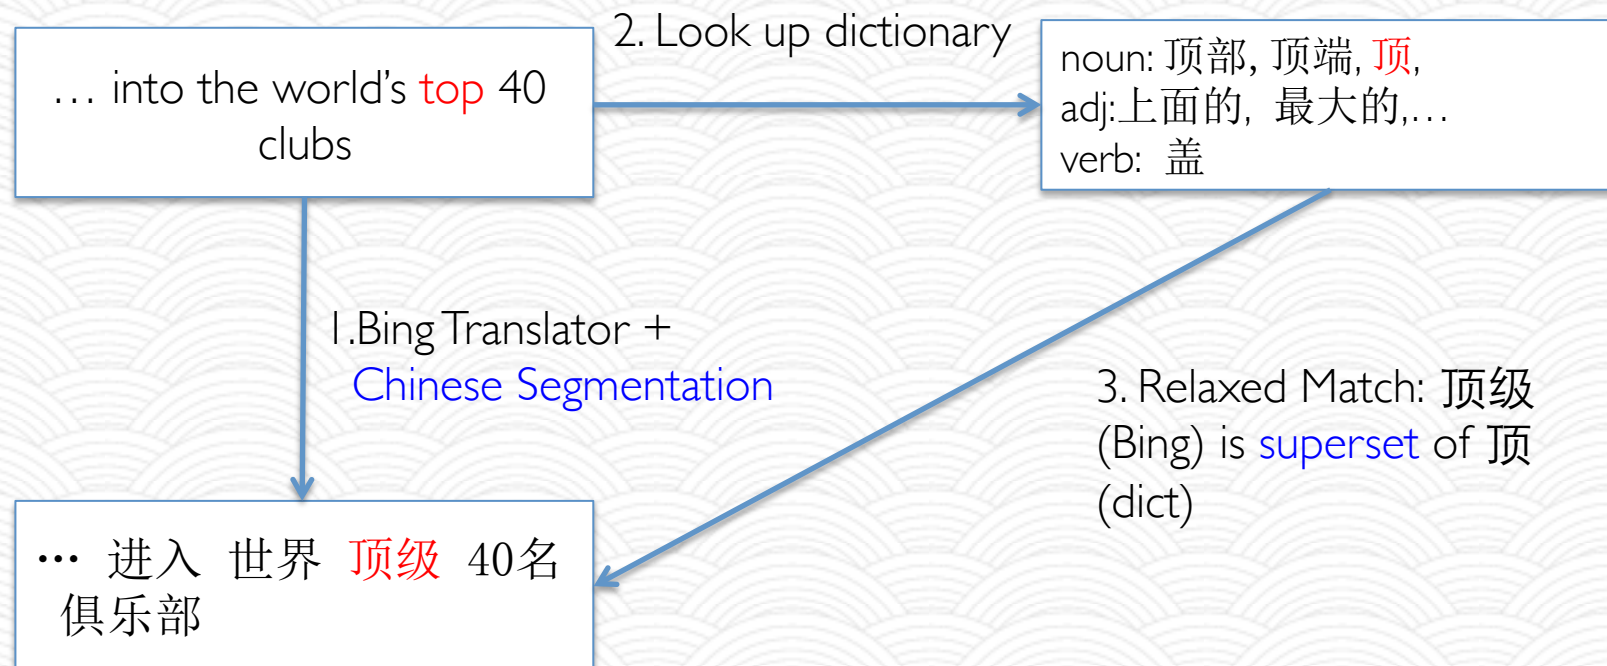 … into the world's top 40
clubs
2. Look up dictionary
noun: 顶部, 顶端, 顶,
adj:上面的, 最大的,…
verb: 盖
1.Bing Translator +
Chinese Segmentation
3. Relaxed Match: 顶级
(Bing) is superset of 顶
(dict)
… 进入 世界 顶级 40名
俱乐部